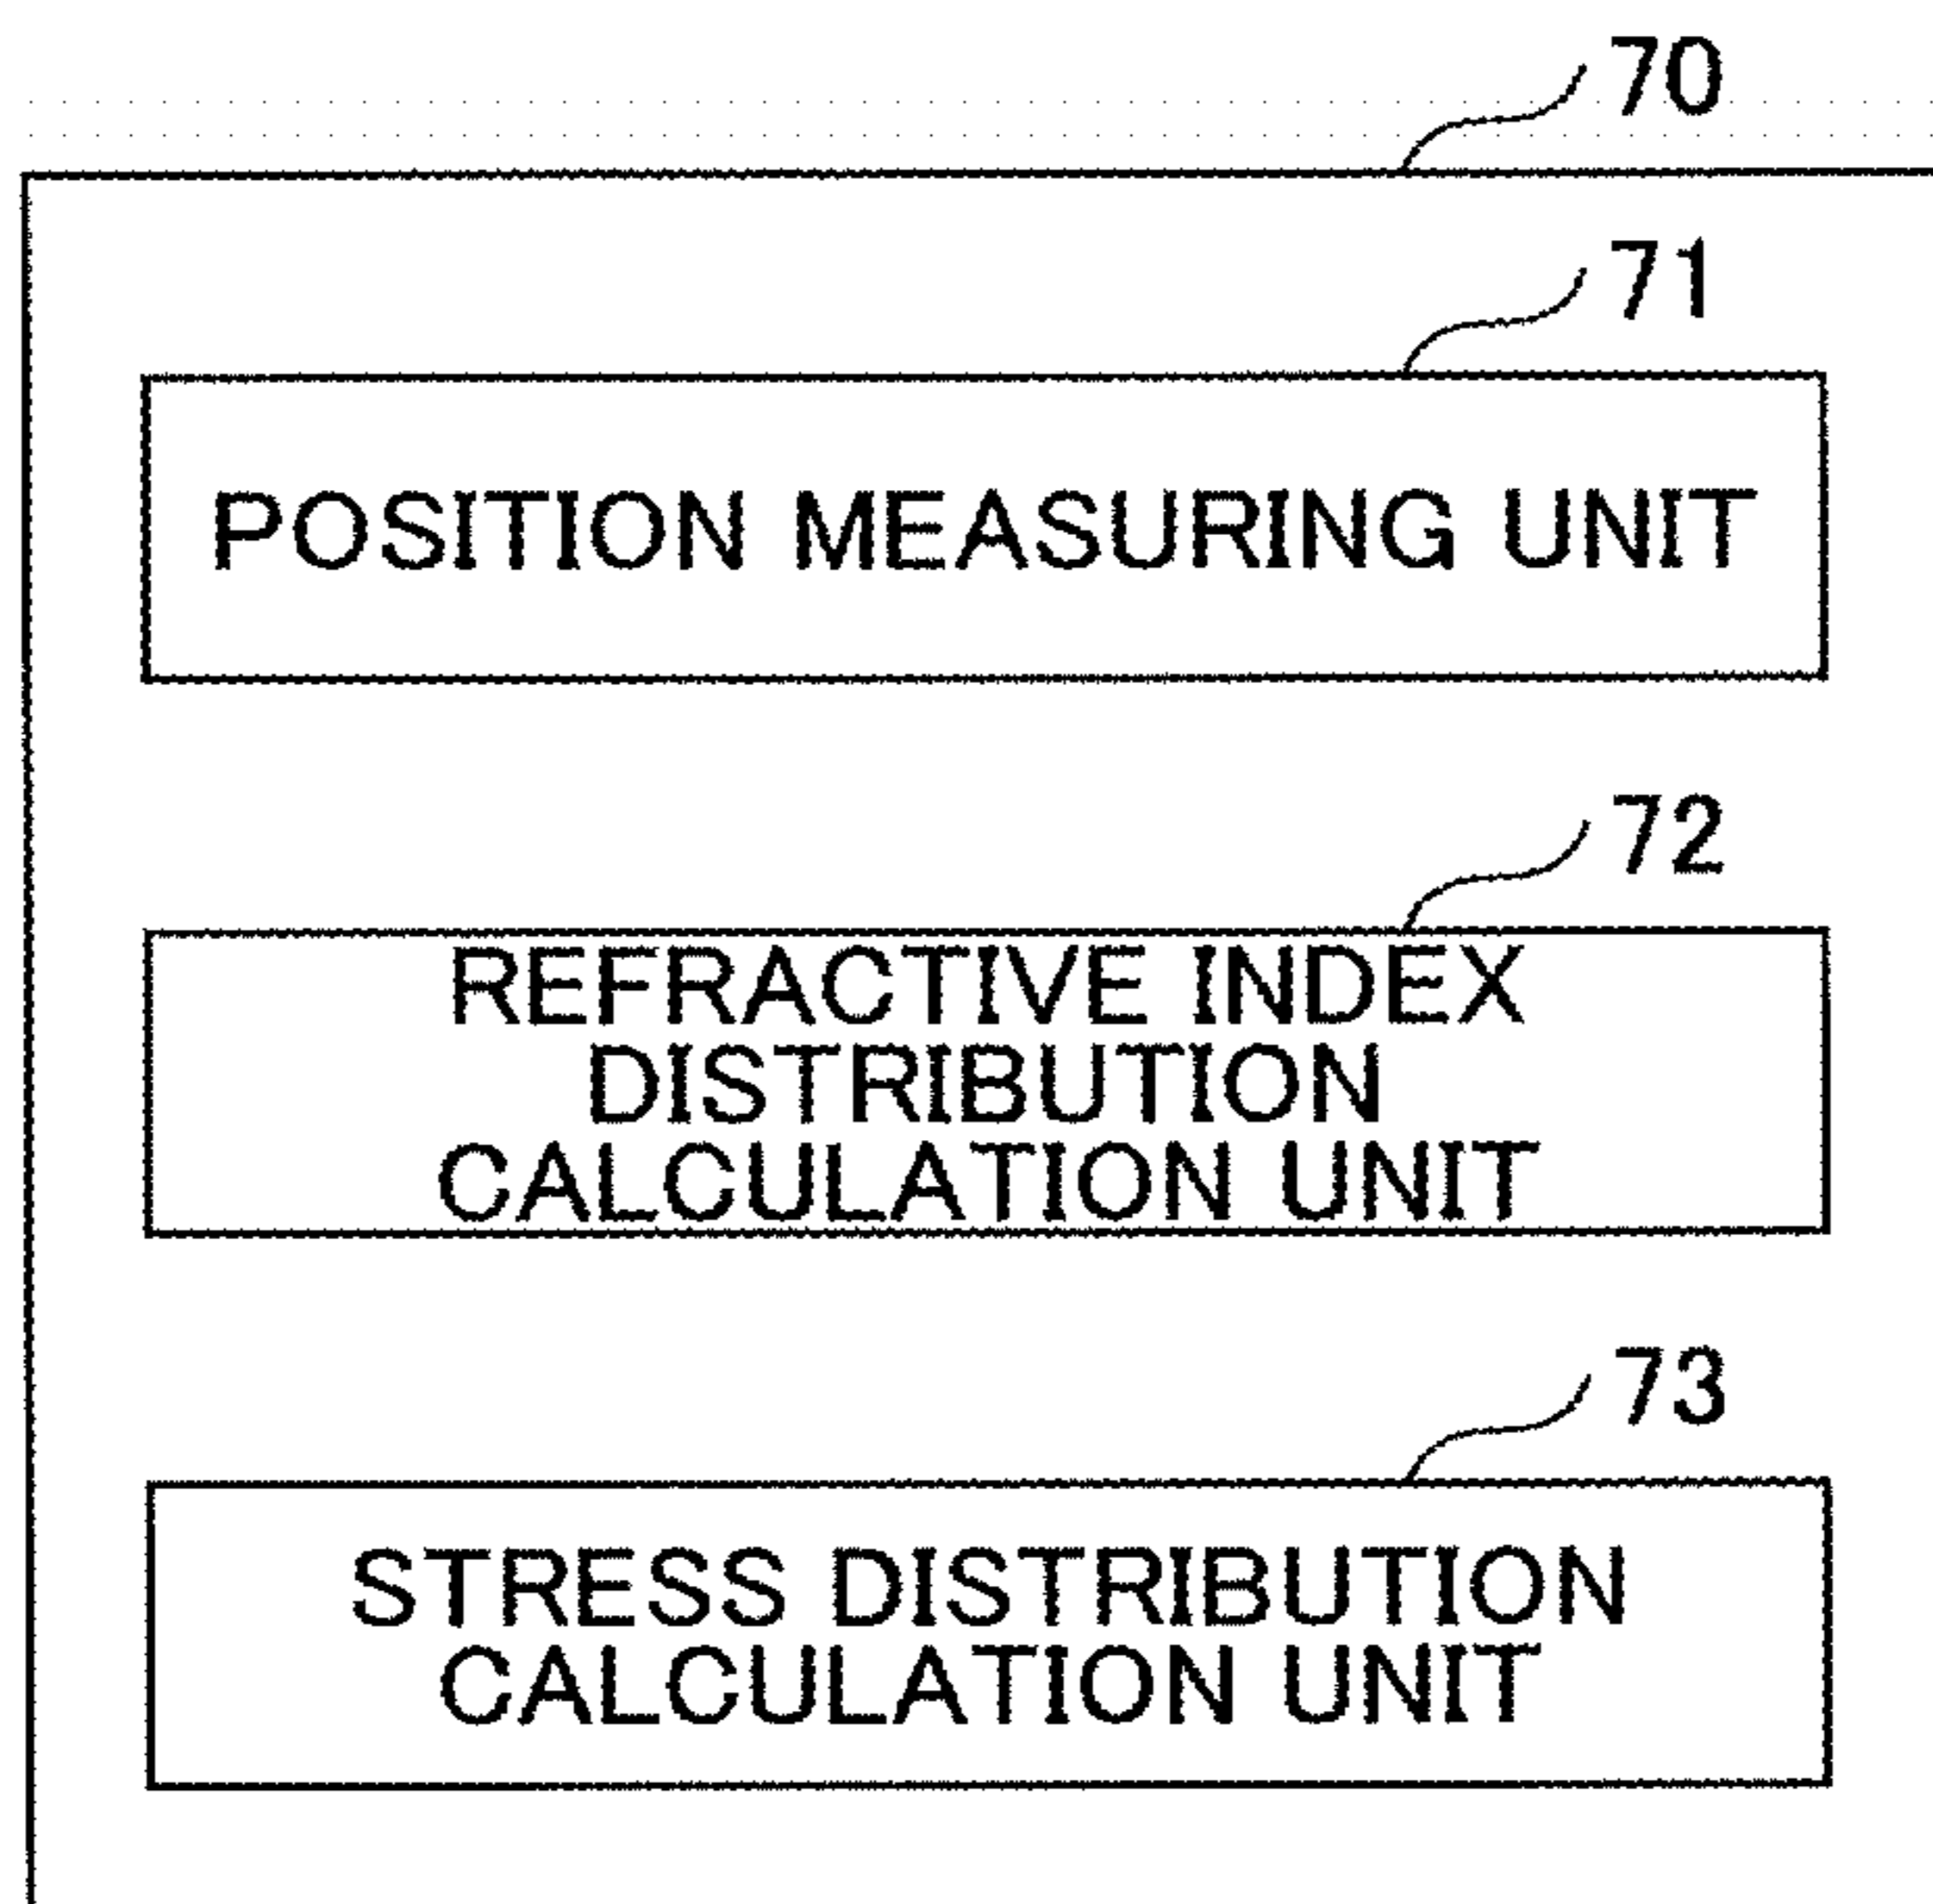 70
71
POSITION MEASURING UNIT
72
REFRACTIVE INDEX
DISTRIBUTION
CALCULATION UNIT
73
STRESS DISTRIBUTION
CALCULATION UNIT